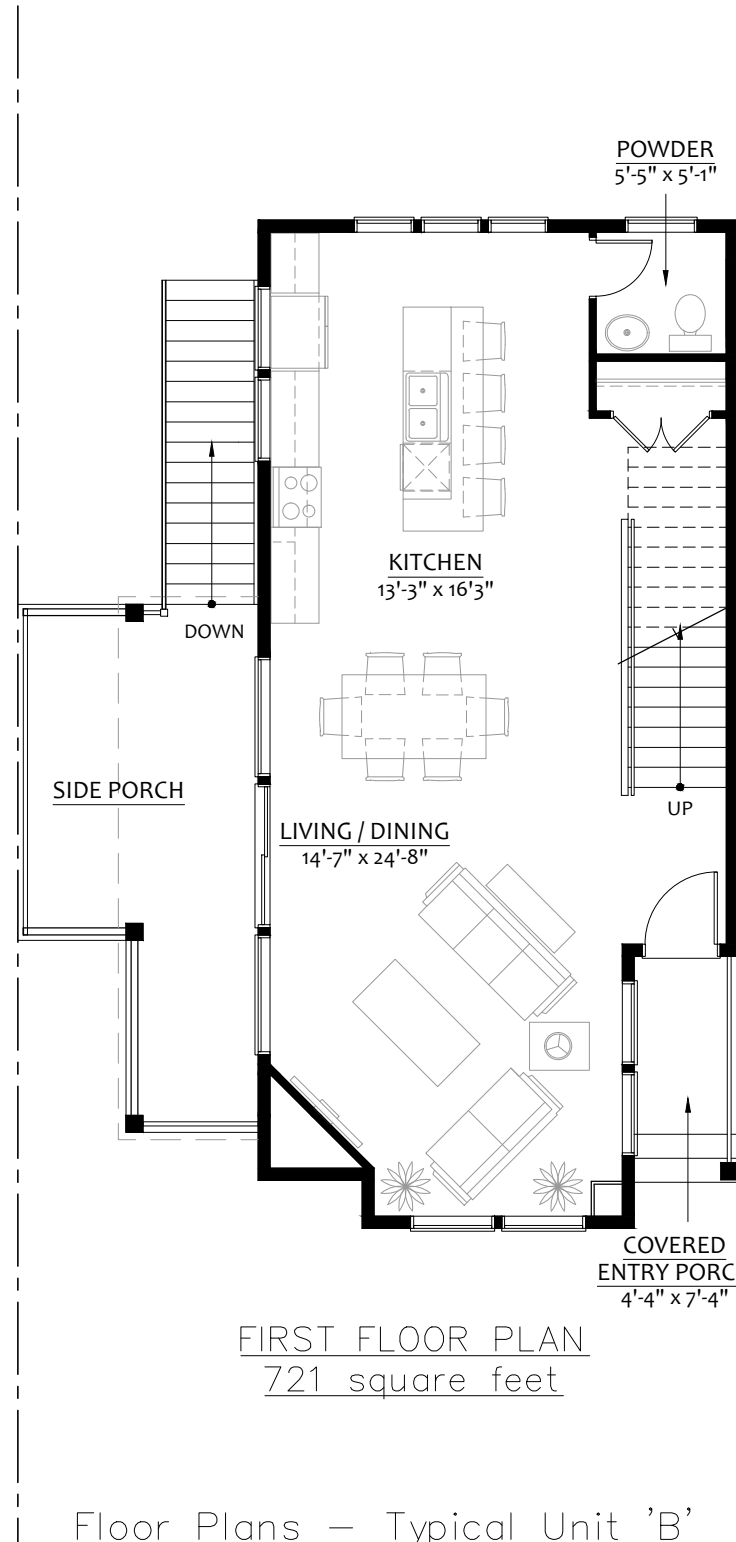 POWDER
5'-5" x 5'-1"
KITCHEN
13'-3" x 16'3"
DOWN
SIDE PORCH
UP
LIVING / DINING
14'-7" x 24'-8"
COVERED
ENTRY PORC
4'-4" x 7'-4"
FIRST FLOOR PLAN
721 square feet
Floor Plans – Typical Unit 'B'